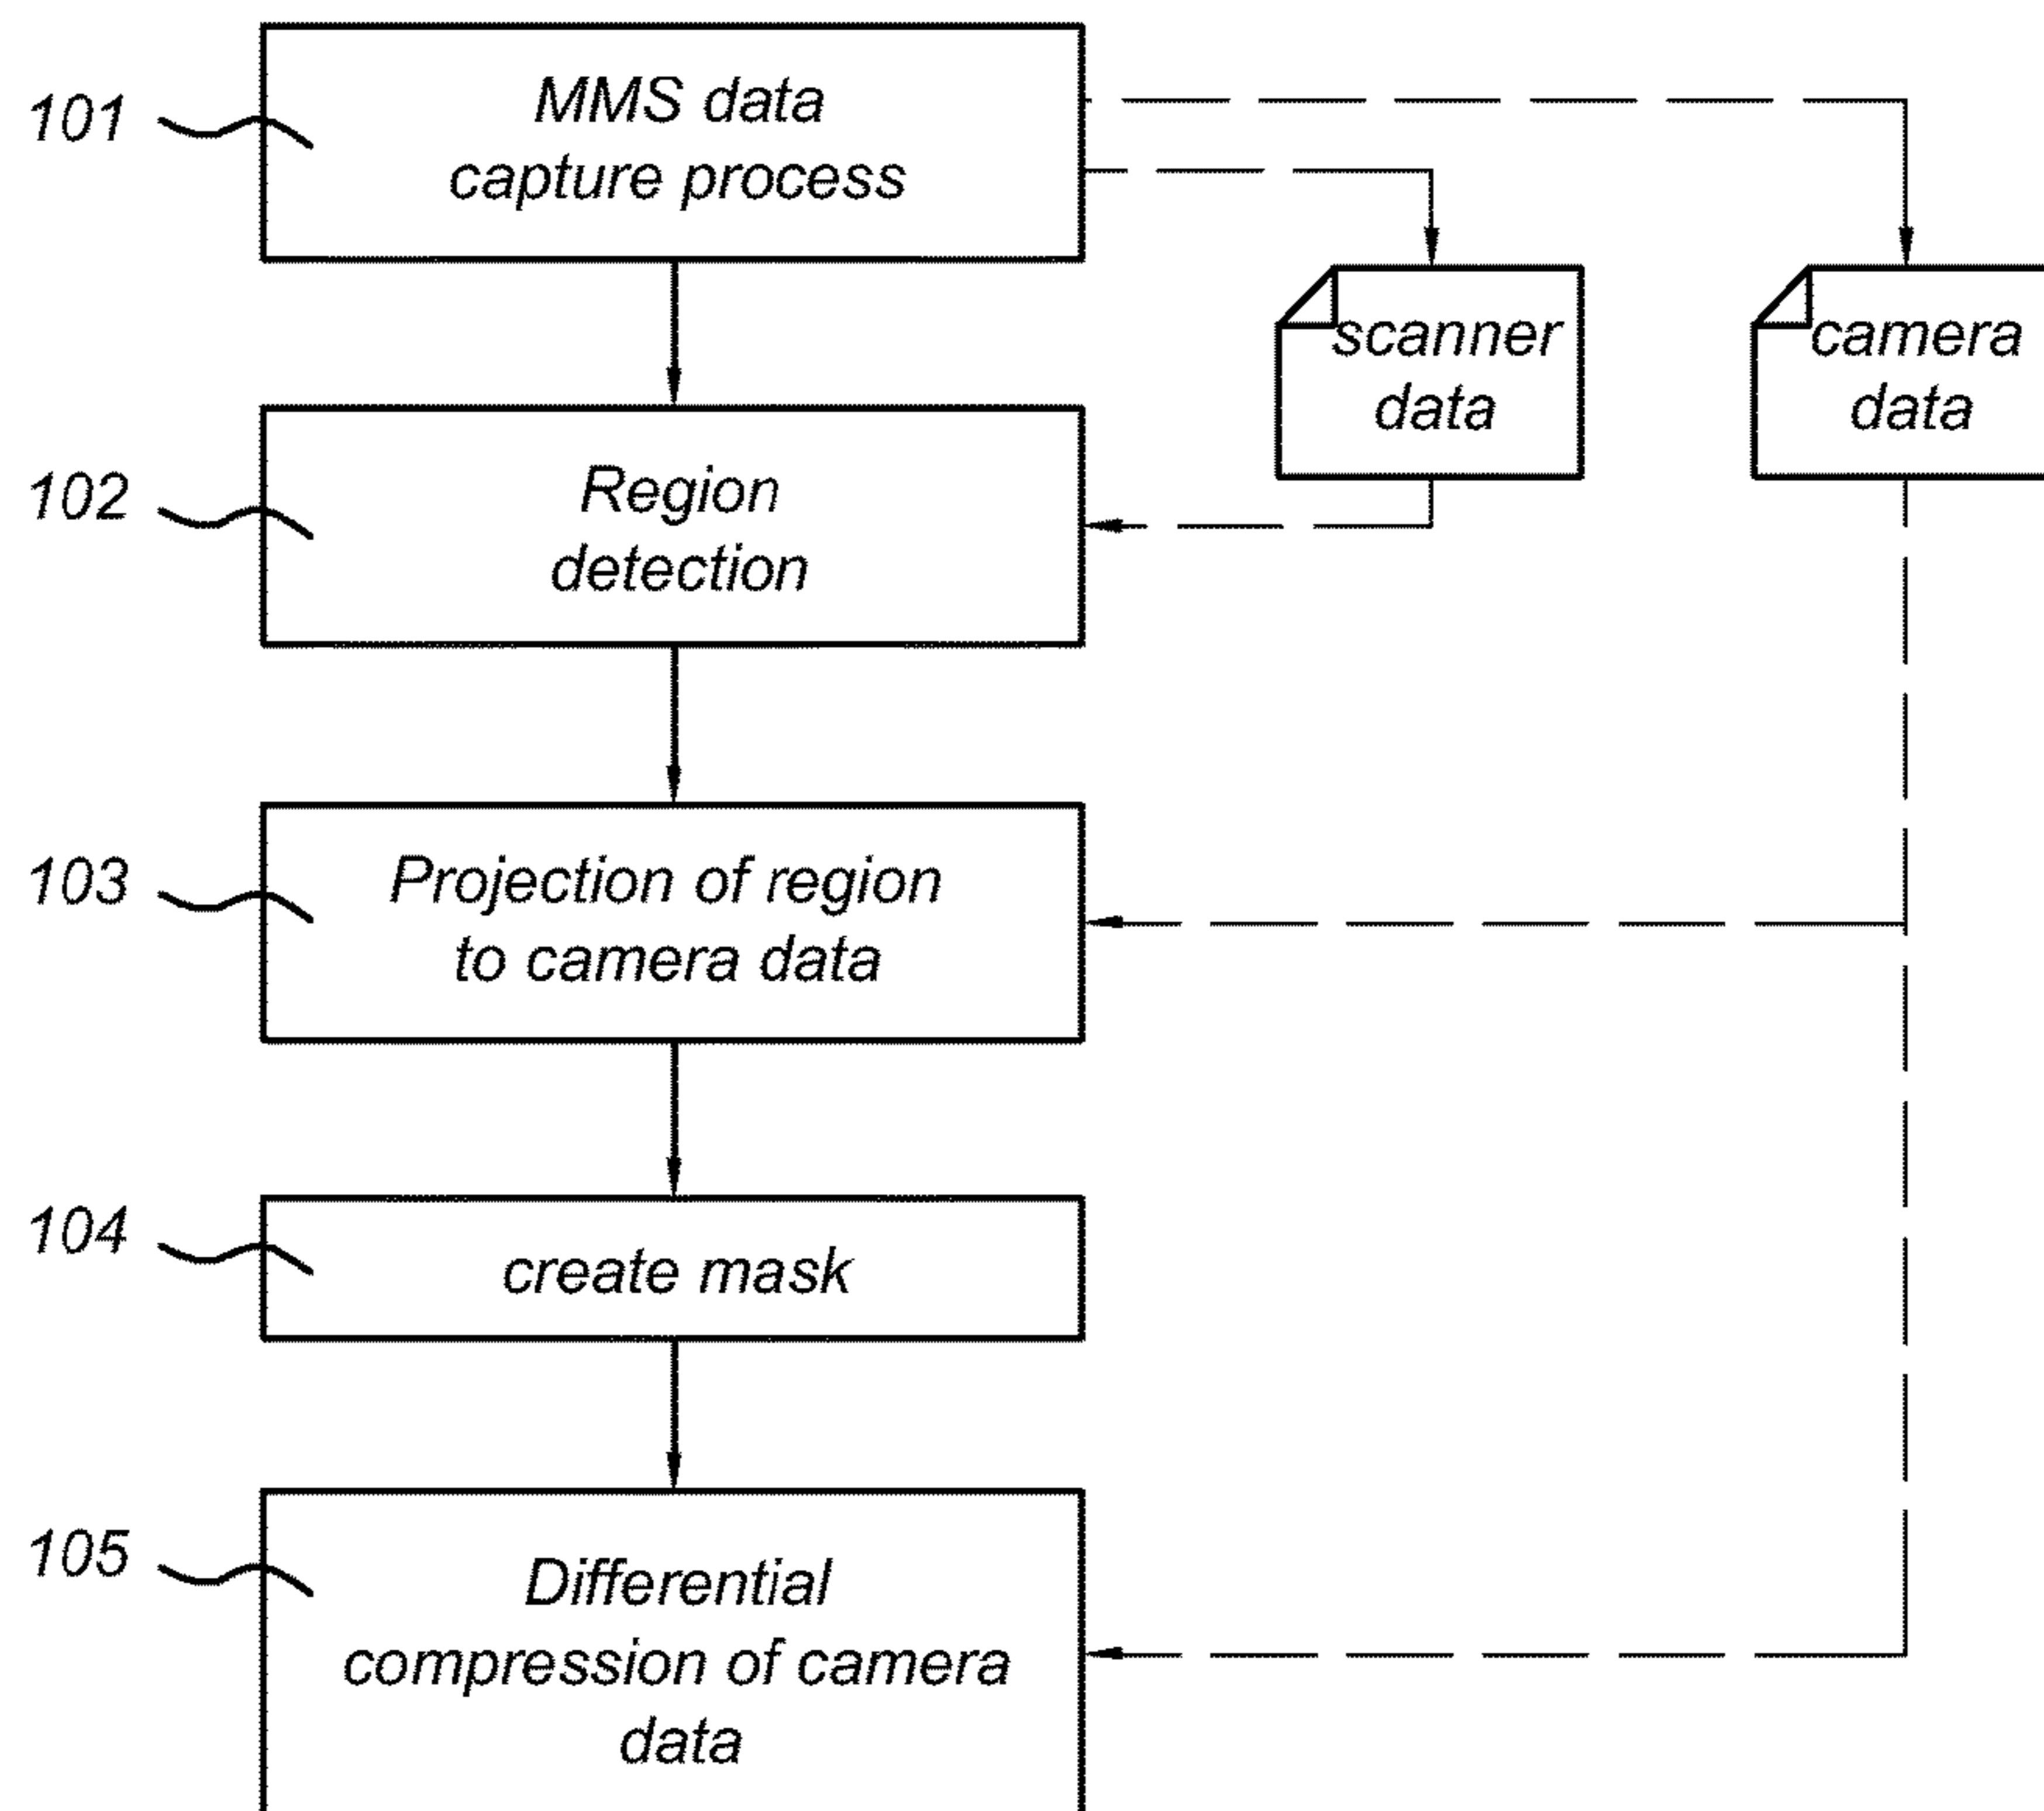 101
MMS data
capture process
scanner
data
camera
data
102
Region
detection
103
Projection of region
to camera data
104
create mask
105
Differential
compression of camera
data